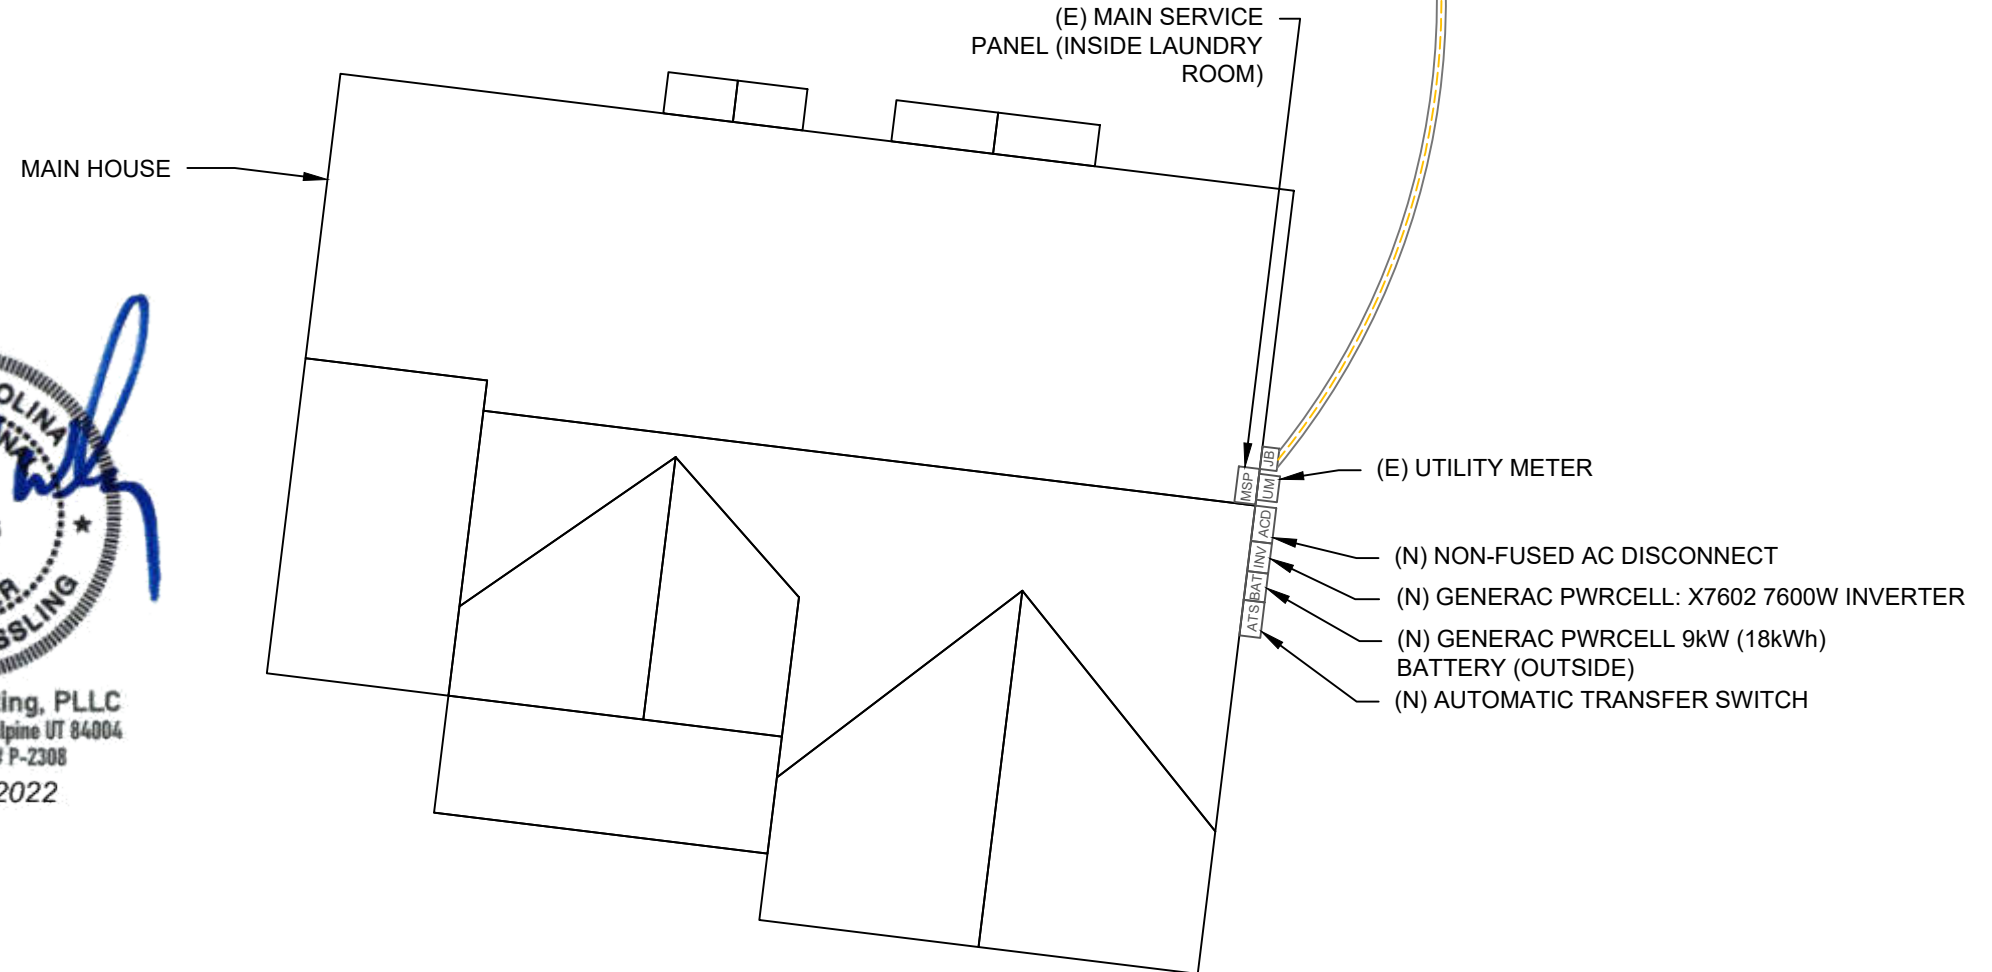 (E) MAIN SERVICE
PANEL (INSIDE LAUNDRY
ROOM)
MAIN HOUSE
JB
MSP
UM
(E) UTILITY METER
ACD
INV
BAT
ATS
(N) NON-FUSED AC DISCONNECT
(N) GENERAC PWRCELL: X7602 7600W INVERTER
(N) GENERAC PWRCELL 9kW (18kWh)
BATTERY (OUTSIDE)
(N) AUTOMATIC TRANSFER SWITCH
OLINA
SSLING
ing, PLLC
lpine UT 84004
# P-2308
2022